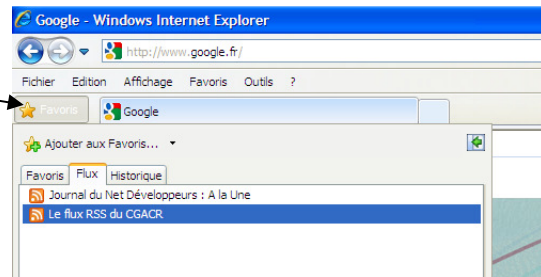 Google - Windows Internet Explorer
http://www.google.fr/
Fichier Edition Affichage Favoris Outils ?
Favoris Google
Ajouter aux Favoris...
Favoris Flux Historique
Journal du Net Développeurs : A la Une
Le flux RSS du CGACR